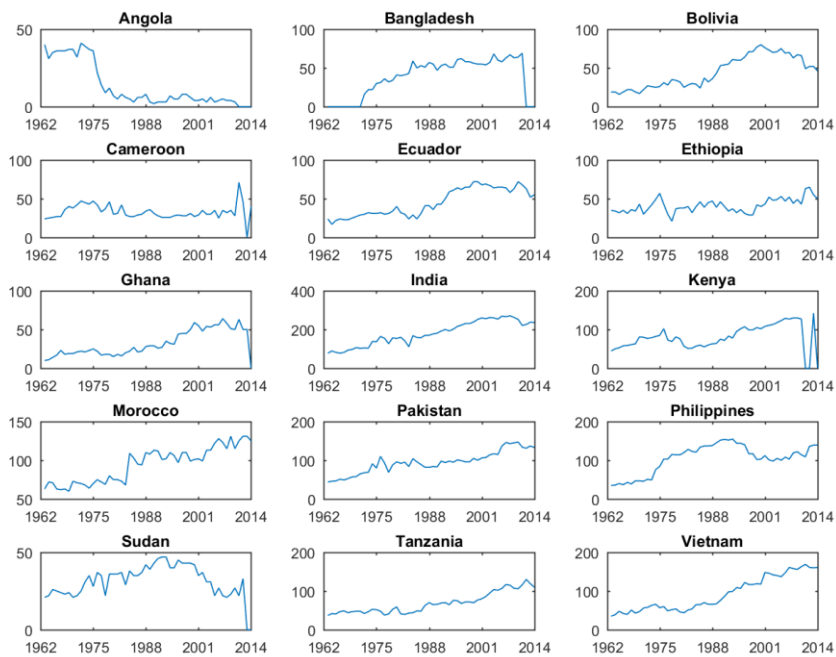 Angola Bangladesh Bolivia
50 100 100
50 50
0 0 0
1962 1975 1988 2001 2014 1962 1975 1988 2001 2014 1962 1975 1988 2001 2014
Cameroon Ecuador Ethiopia
100 100 100
50 50 50
0 0 0
1962 1975 1988 2001 2014 1962 1975 1988 2001 2014 1962 1975 1988 2001 2014
Ghana India Kenya
100 400 200
50 200 100
0 0 0
1962 1975 1988 2001 2014 1962 1975 1988 2001 2014 1962 1975 1988 2001 2014
Morocco Pakistan Philippines
150 200 200
100 100 100
50 0 0
1962 1975 1988 2001 2014 1962 1975 1988 2001 2014 1962 1975 1988 2001 2014
Sudan Tanzania Vietnam
50 200 200
100 100
0 0 0
1962 1975 1988 2001 2014 1962 1975 1988 2001 2014 1962 1975 1988 2001 2014